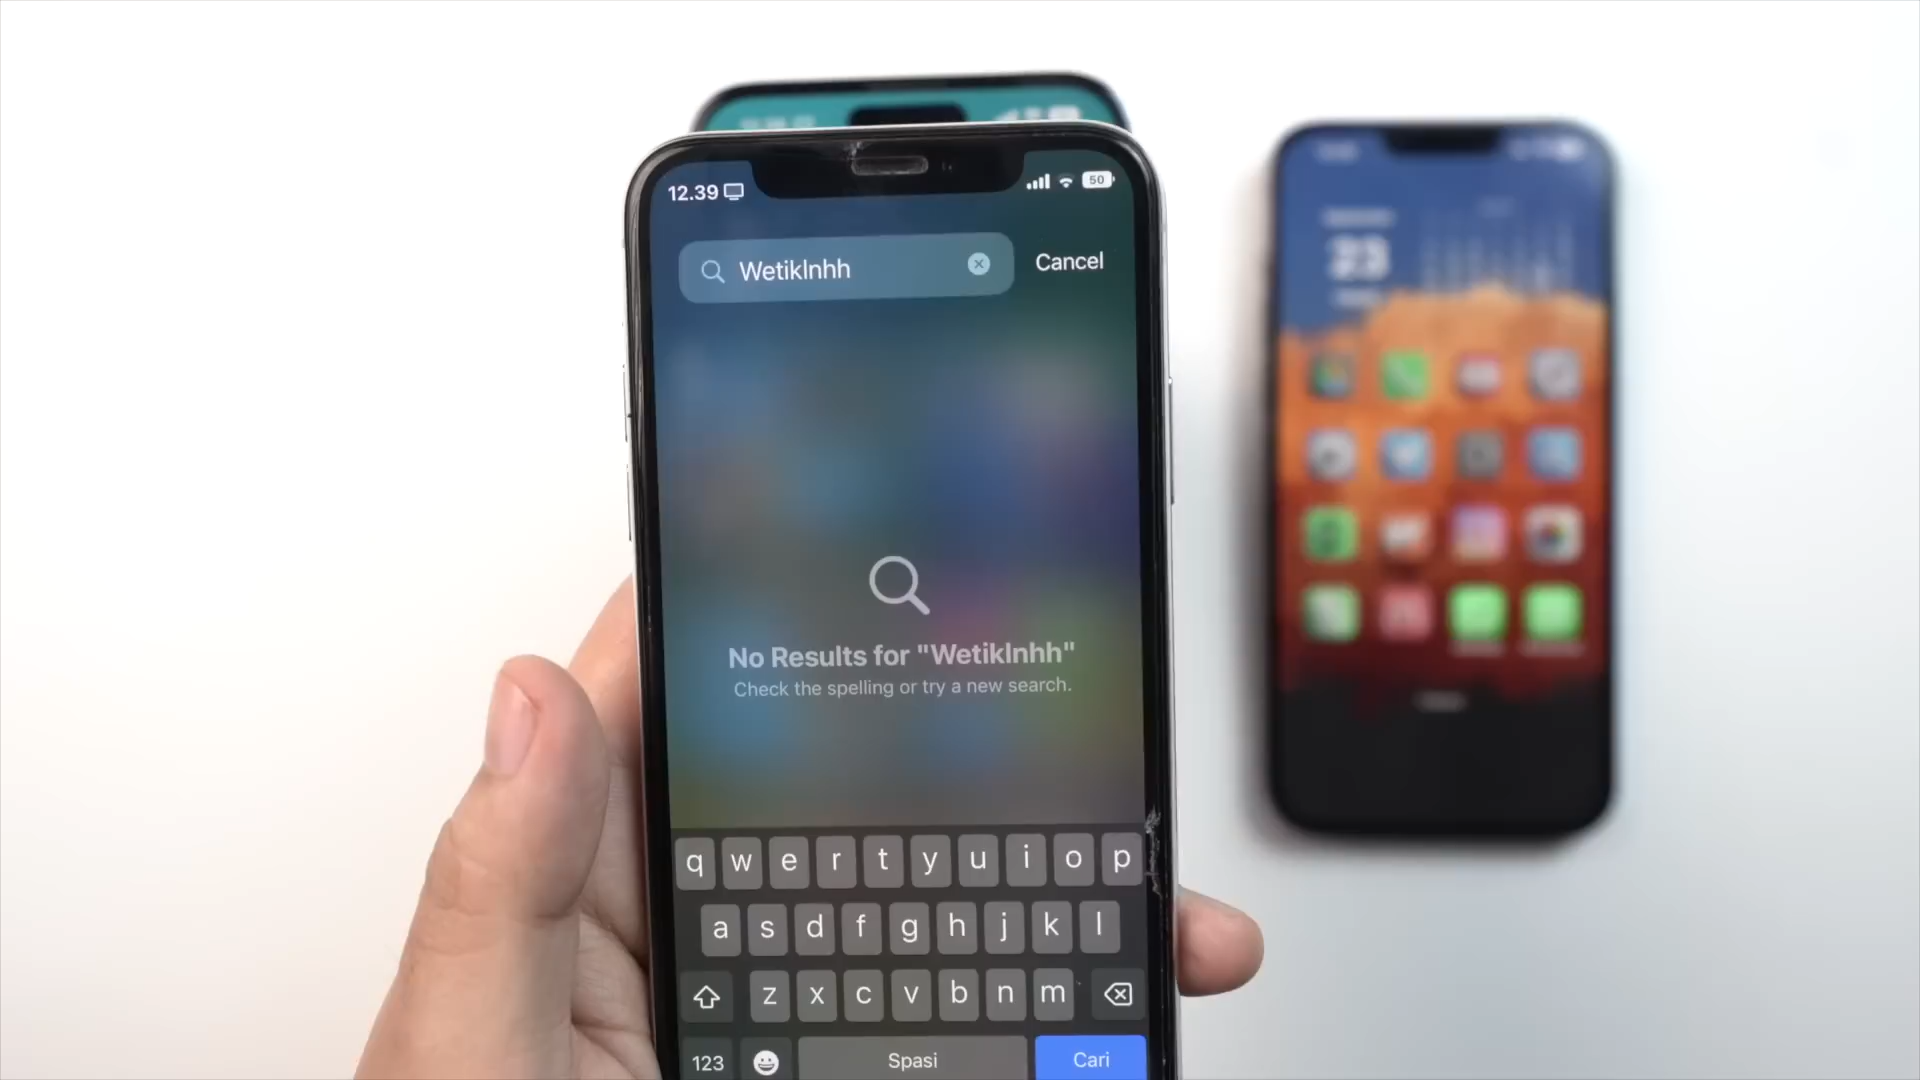 12.39
50
Wetiklnhh
Cancel
No Results for "Wetiklnhh"
Check the spelling or try a new search.
q w e r t y u i o p
a s d f g h j k l
z x c v b n m
123 Spasi Cari
23